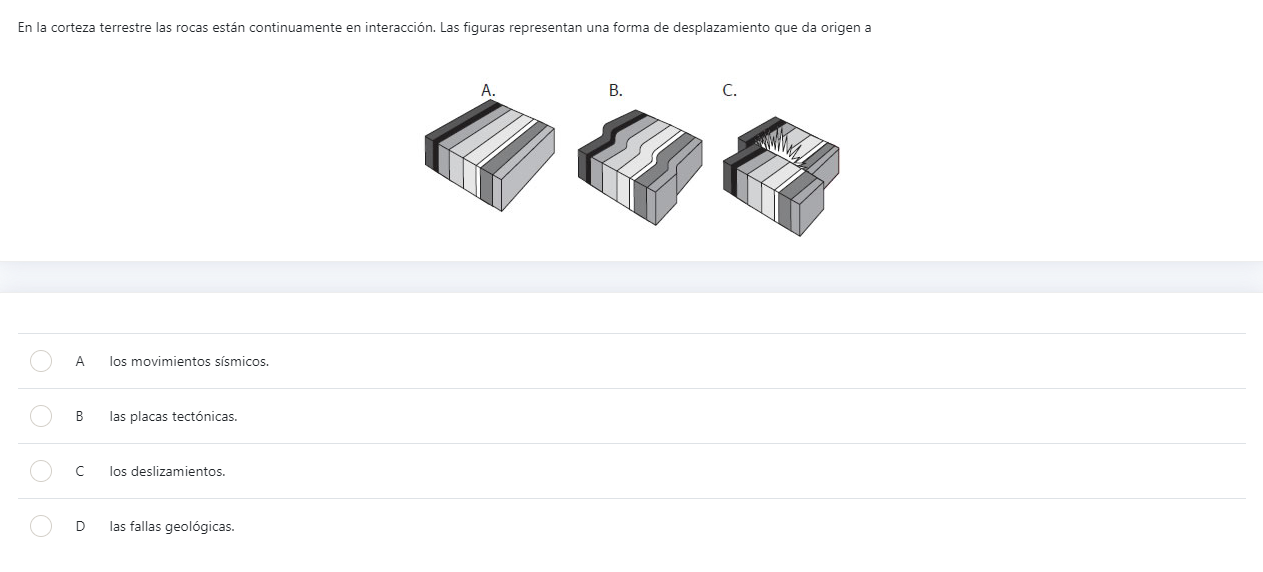 En la corteza terrestre las rocas están continuamente en interacción. Las figuras representan una forma de desplazamiento que da origen a
A. B. C.
A los movimientos sísmicos.
B las placas tectónicas.
C los deslizamientos.
D las fallas geológicas.